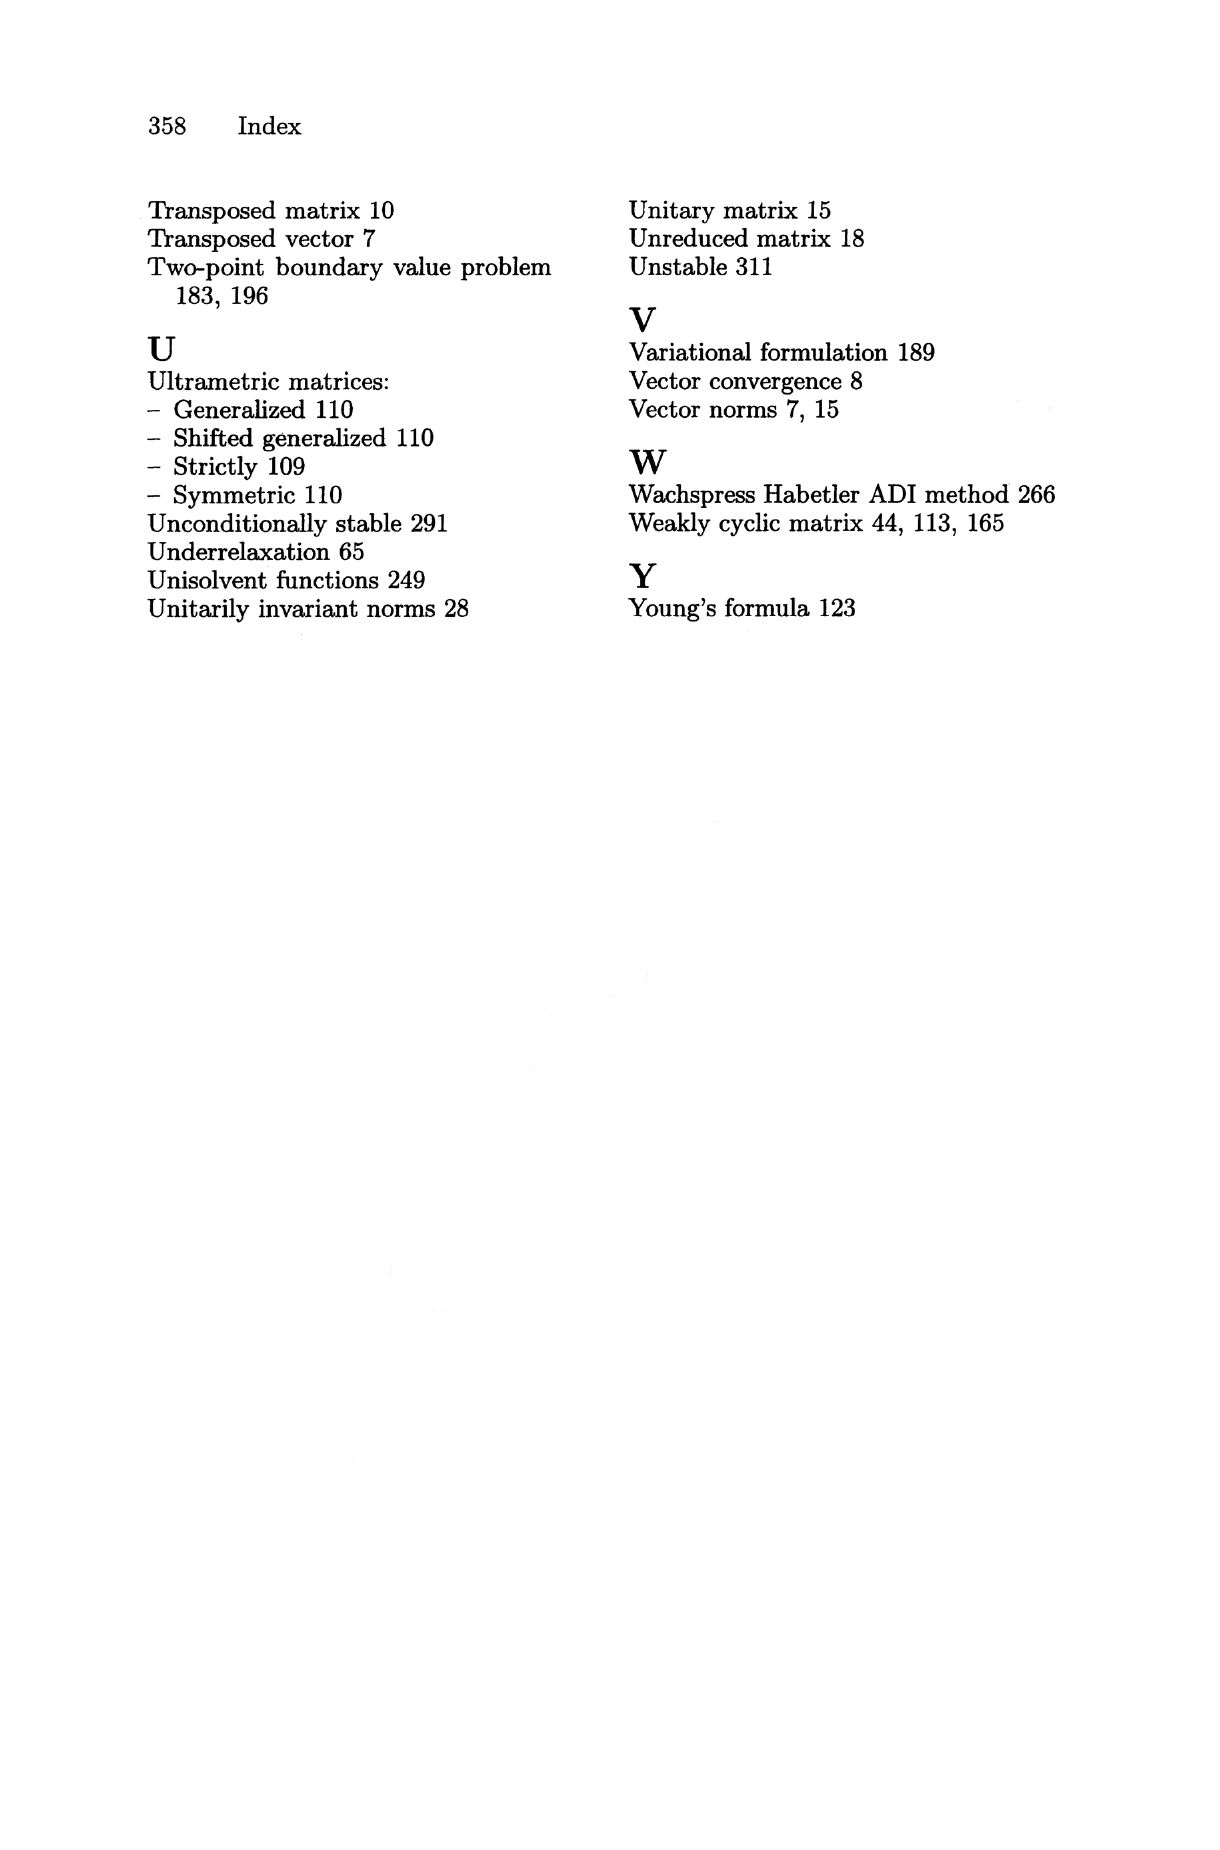 358 Index
Transposed matrix 10
Transposed vector 7
Two-point boundary value problem
183, 196
U
Ultrametric matrices:
– Generalized 110
– Shifted generalized 110
– Strictly 109
– Symmetric 110
Unconditionally stable 291
Underrelaxation 65
Unisolvent functions 249
Unitarily invariant norms 28
Unitary matrix 15
Unreduced matrix 18
Unstable 311
V
Variational formulation 189
Vector convergence 8
Vector norms 7, 15
W
Wachspress Habetler ADI method 266
Weakly cyclic matrix 44, 113, 165
Y
Young's formula 123